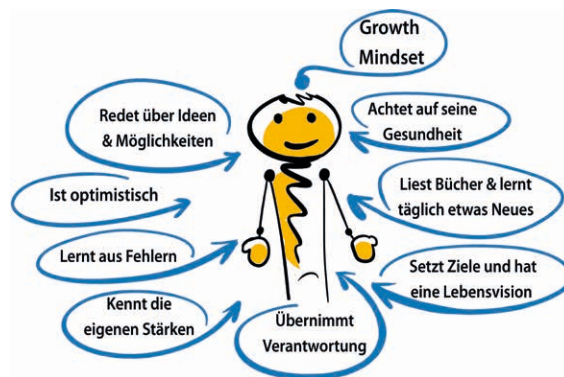 Growth
Mindset
Redet über Ideen
& Möglichkeiten
Achtet auf seine
Gesundheit
Ist optimistisch
Liest Bücher & lernt
täglich etwas Neues
Lernt aus Fehlern
Setzt Ziele und hat
eine Lebensvision
Kennt die
eigenen Stärken
Übernimmt
Verantwortung